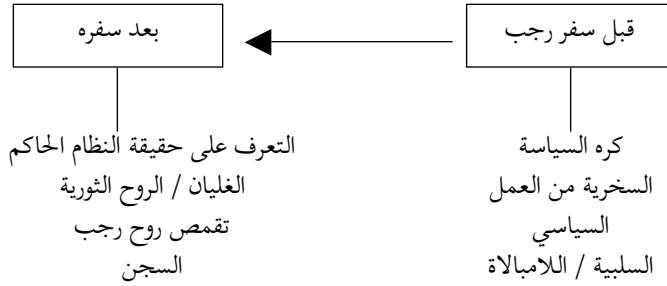 قبل سفر رجب
بعد سفره
كره السياسة
السخرية من العمل
السياسي
السلبية / اللامبالاة
التعرف على حقيقة النظام الحاكم
الغليان / الروح الثورية
تقمص روح رجب
السجن